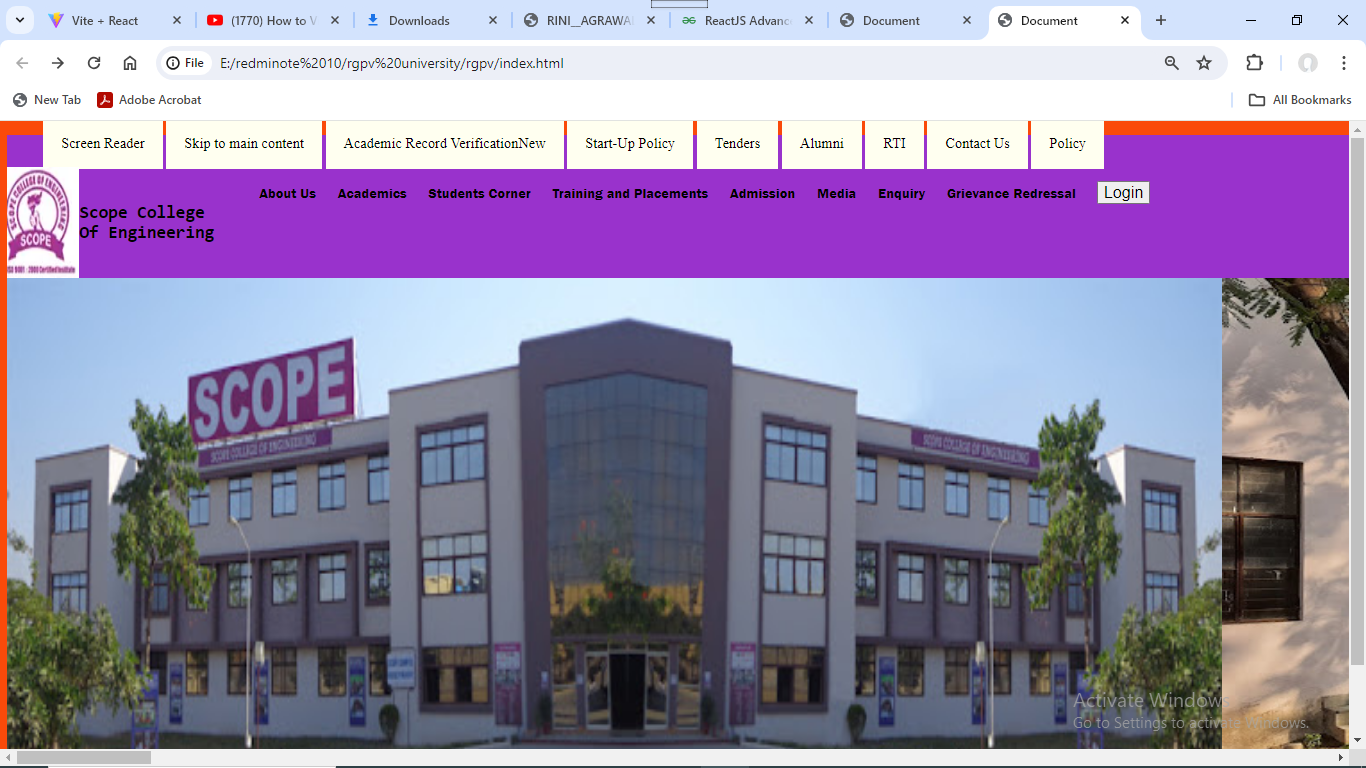 Vite + React
(1770) How to V
Downloads
RINI__AGRAWA
ReactJS Advanc
Document
Document
File
E:/redminote%2010/rgpv%20university/rgpv/index.html
New Tab
Adobe Acrobat
All Bookmarks
Screen Reader
Skip to main content
Academic Record VerificationNew
Start-Up Policy
Tenders
Alumni
RTI
Contact Us
Policy
About Us
Academics
Students Corner
Training and Placements
Admission
Media
Enquiry
Grievance Redressal
Login
SCOPE COLLEGE OF ENGINEERING
SCOPE
ISO 9001 : 2000 Certified Institute
Scope College
Of Engineering
SCOPE
SCOPE COLLEGE OF ENGINEERING
SCOPE COLLEGE OF ENGINEERING
Activate Windows
Go to Settings to activate Windows.